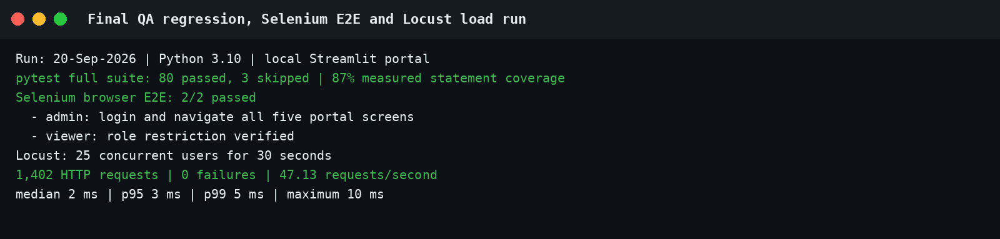 Final QA regression, Selenium E2E and Locust load run
Run: 20-Sep-2026 | Python 3.10 | local Streamlit portal
pytest full suite: 80 passed, 3 skipped | 87% measured statement coverage
Selenium browser E2E: 2/2 passed
- admin: login and navigate all five portal screens
- viewer: role restriction verified
Locust: 25 concurrent users for 30 seconds
1,402 HTTP requests | 0 failures | 47.13 requests/second
median 2 ms | p95 3 ms | p99 5 ms | maximum 10 ms